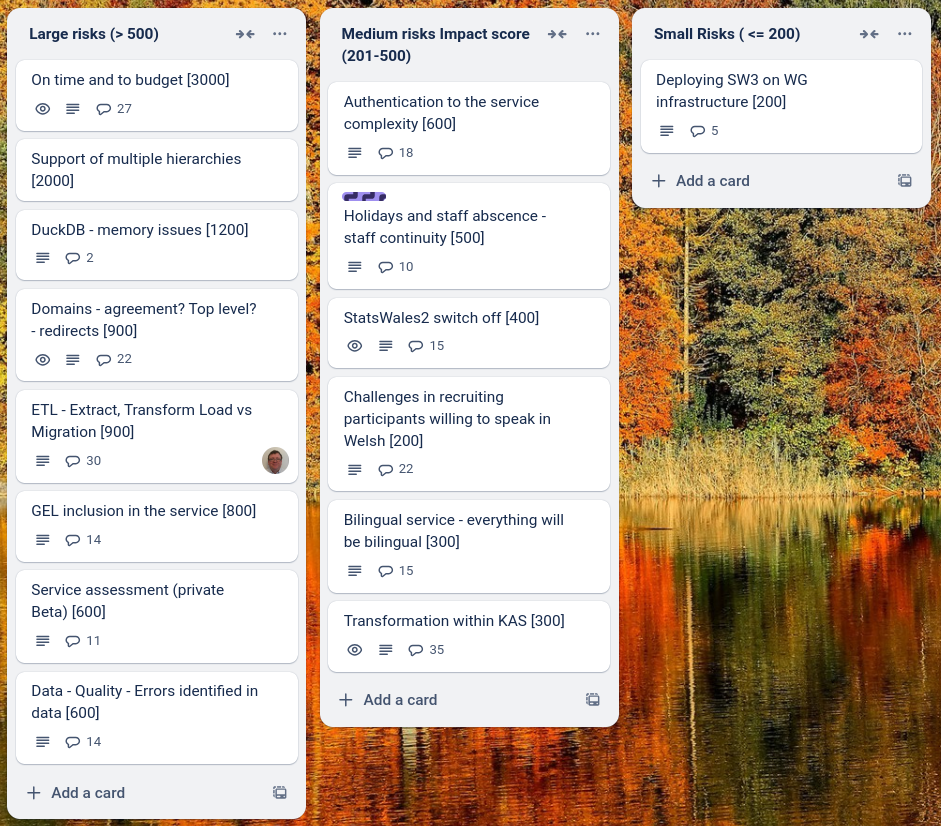 Large risks (> 500)
On time and to budget [3000]
27
Support of multiple hierarchies
[2000]
DuckDB - memory issues [1200]
2
Domains - agreement? Top level?
- redirects [900]
22
ETL - Extract, Transform Load vs
Migration [900]
30
GEL inclusion in the service [800]
14
Service assessment (private
Beta) [600]
11
Data - Quality - Errors identified in
data [600]
14
Add a card
Medium risks Impact score
(201-500)
Authentication to the service
complexity [600]
18
Holidays and staff abscence -
staff continuity [500]
10
StatsWales2 switch off [400]
15
Challenges in recruiting
participants willing to speak in
Welsh [200]
22
Bilingual service - everything will
be bilingual [300]
15
Transformation within KAS [300]
35
Add a card
Small Risks ( <= 200)
Deploying SW3 on WG
infrastructure [200]
5
Add a card